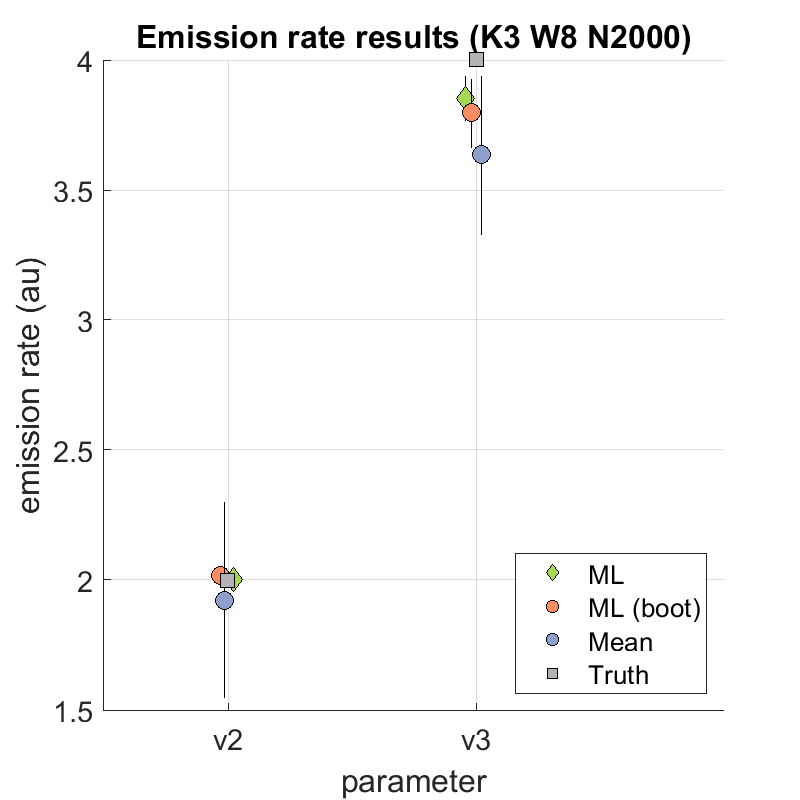 Emission rate results (K3 W8 N2000)
4
3.5
3
2.5
2
1.5
emission rate (au)
v2
v3
parameter
ML
ML (boot)
Mean
Truth